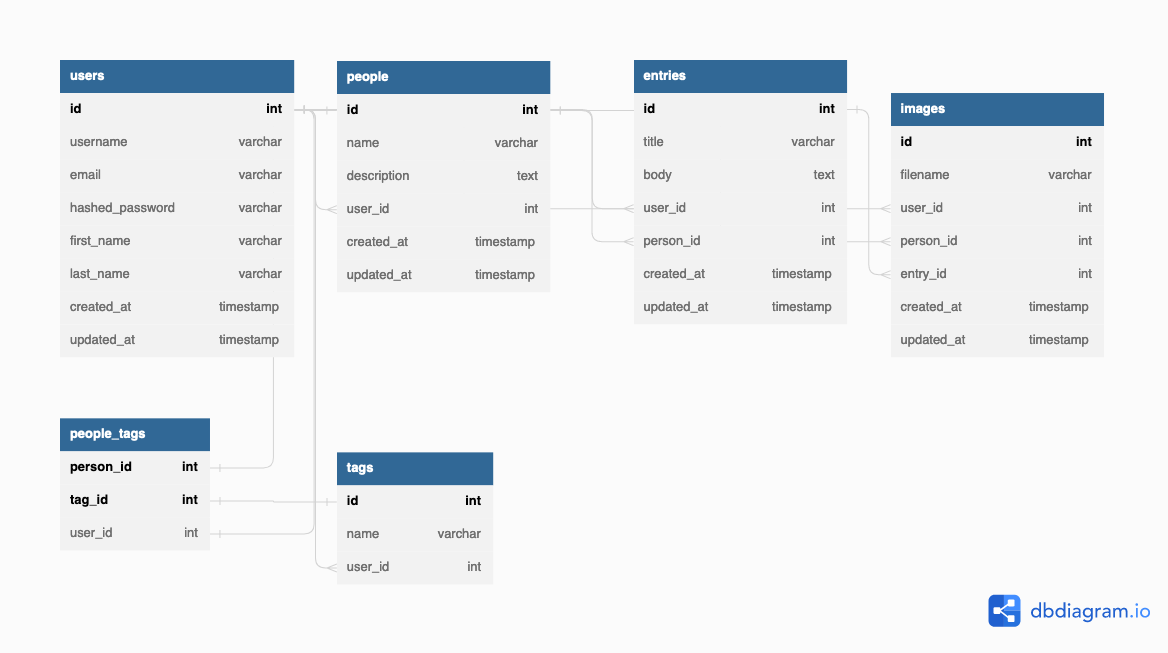 users
id int
username varchar
email varchar
hashed_password varchar
first_name varchar
last_name varchar
created_at timestamp
updated_at timestamp
people
id int
name varchar
description text
user_id int
created_at timestamp
updated_at timestamp
entries
id int
title varchar
body text
user_id int
person_id int
created_at timestamp
updated_at timestamp
images
id int
filename varchar
user_id int
person_id int
entry_id int
created_at timestamp
updated_at timestamp
people_tags
person_id int
tag_id int
user_id int
tags
id int
name varchar
user_id int
dbdiagram.io